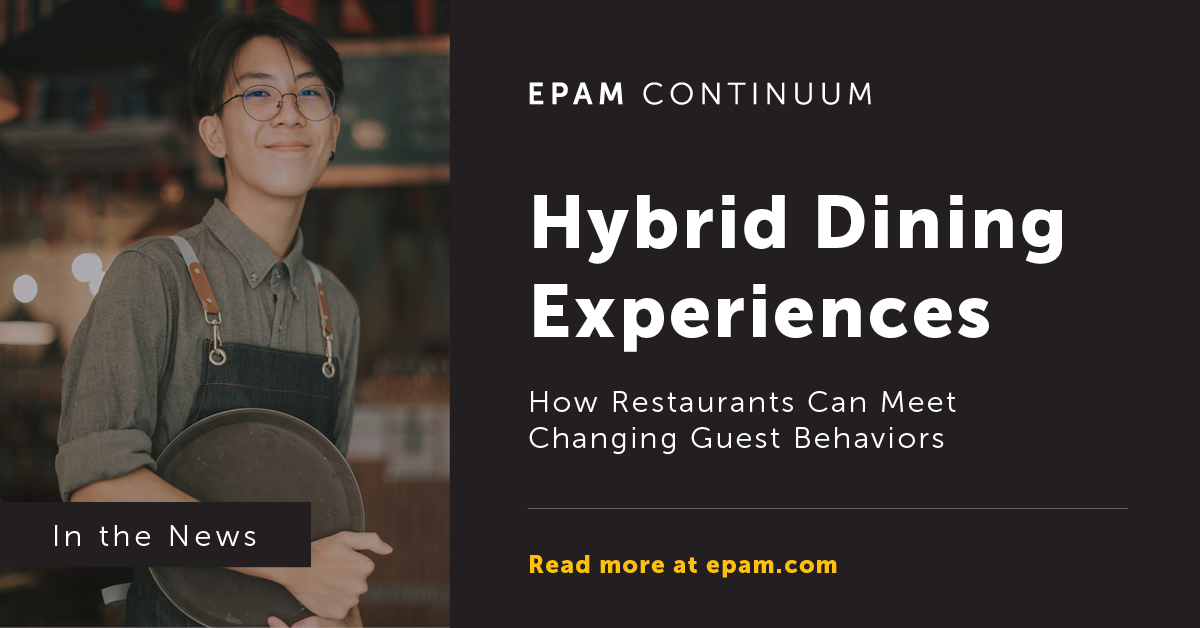 EPAM CONTINUUM
Hybrid Dining
Experiences
How Restaurants Can Meet
Changing Guest Behaviors
In the News
Read more at epam.com